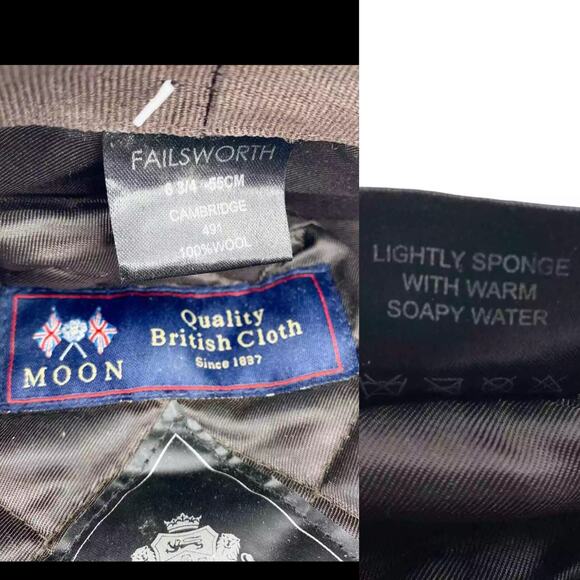 FAILSWORTH
6 3/4 -55CM
CAMBRIDGE
491
100%WOOL
MOON
Quality
British Cloth
Since 1837
LIGHTLY SPONGE
WITH WARM
SOAPY WATER